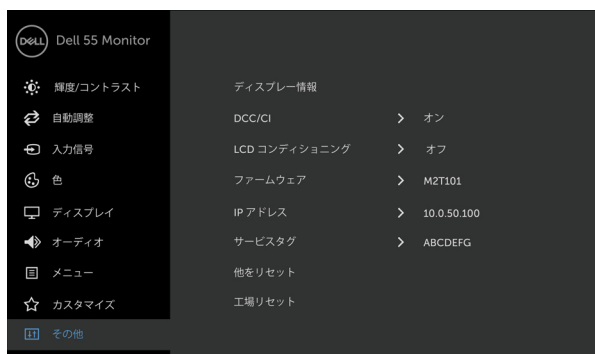 DELL Dell 55 Monitor
輝度/コントラスト
自動調整
入力信号
色
ディスプレイ
オーディオ
メニュー
カスタマイズ
その他
ディスプレー情報
DCC/CI オン
LCD コンディショニング オフ
ファームウェア M2T101
IP アドレス 10.0.50.100
サービスタグ ABCDEFG
他をリセット
工場リセット